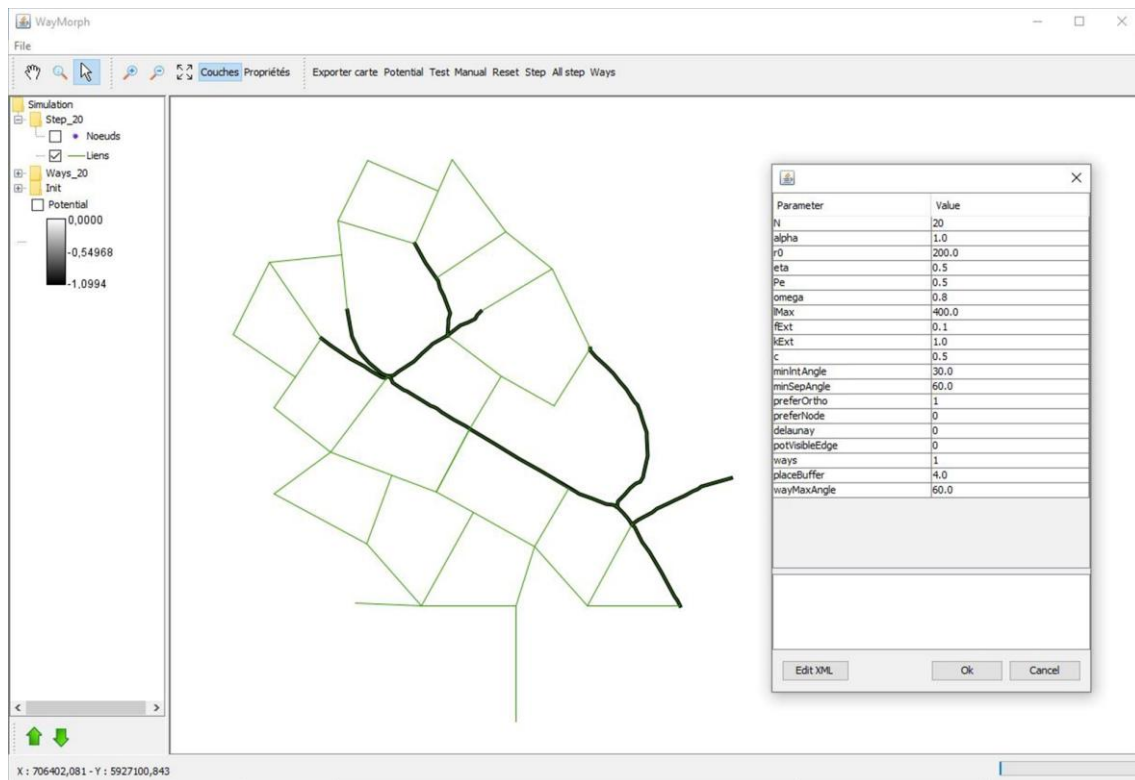 WayMorph
File
Couches Propriétés Exporter carte Potential Test Manual Reset Step All step Ways
Simulation
Step_20
Noeuds
Liens
Ways_20
Init
Potential
0,0000
-0,54968
-1,0994
Parameter Value
N 20
alpha 1.0
r0 200.0
eta 0.5
Pe 0.5
omega 0.8
lMax 400.0
fExt 0.1
kExt 1.0
c 0.5
minIntAngle 30.0
minSepAngle 60.0
preferOrtho 1
preferNode 0
delaunay 0
potVisibleEdge 0
ways 1
placeBuffer 4.0
wayMaxAngle 60.0
Edit XML Ok Cancel
X : 706402,081 - Y : 5927100,843